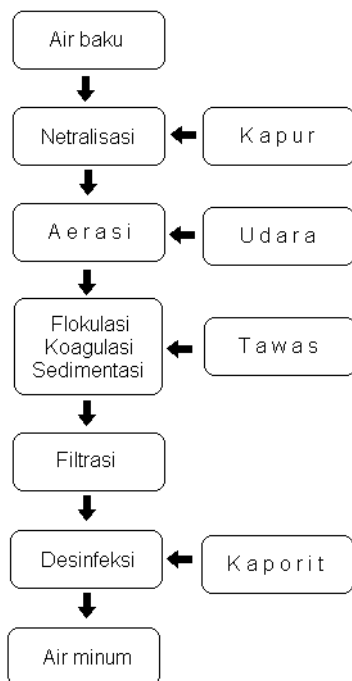 Air baku
Netralisasi
Kapur
Aerasi
Udara
Flokulasi
Koagulasi
Sedimentasi
Tawas
Filtrasi
Desinfeksi
Kaporit
Air minum